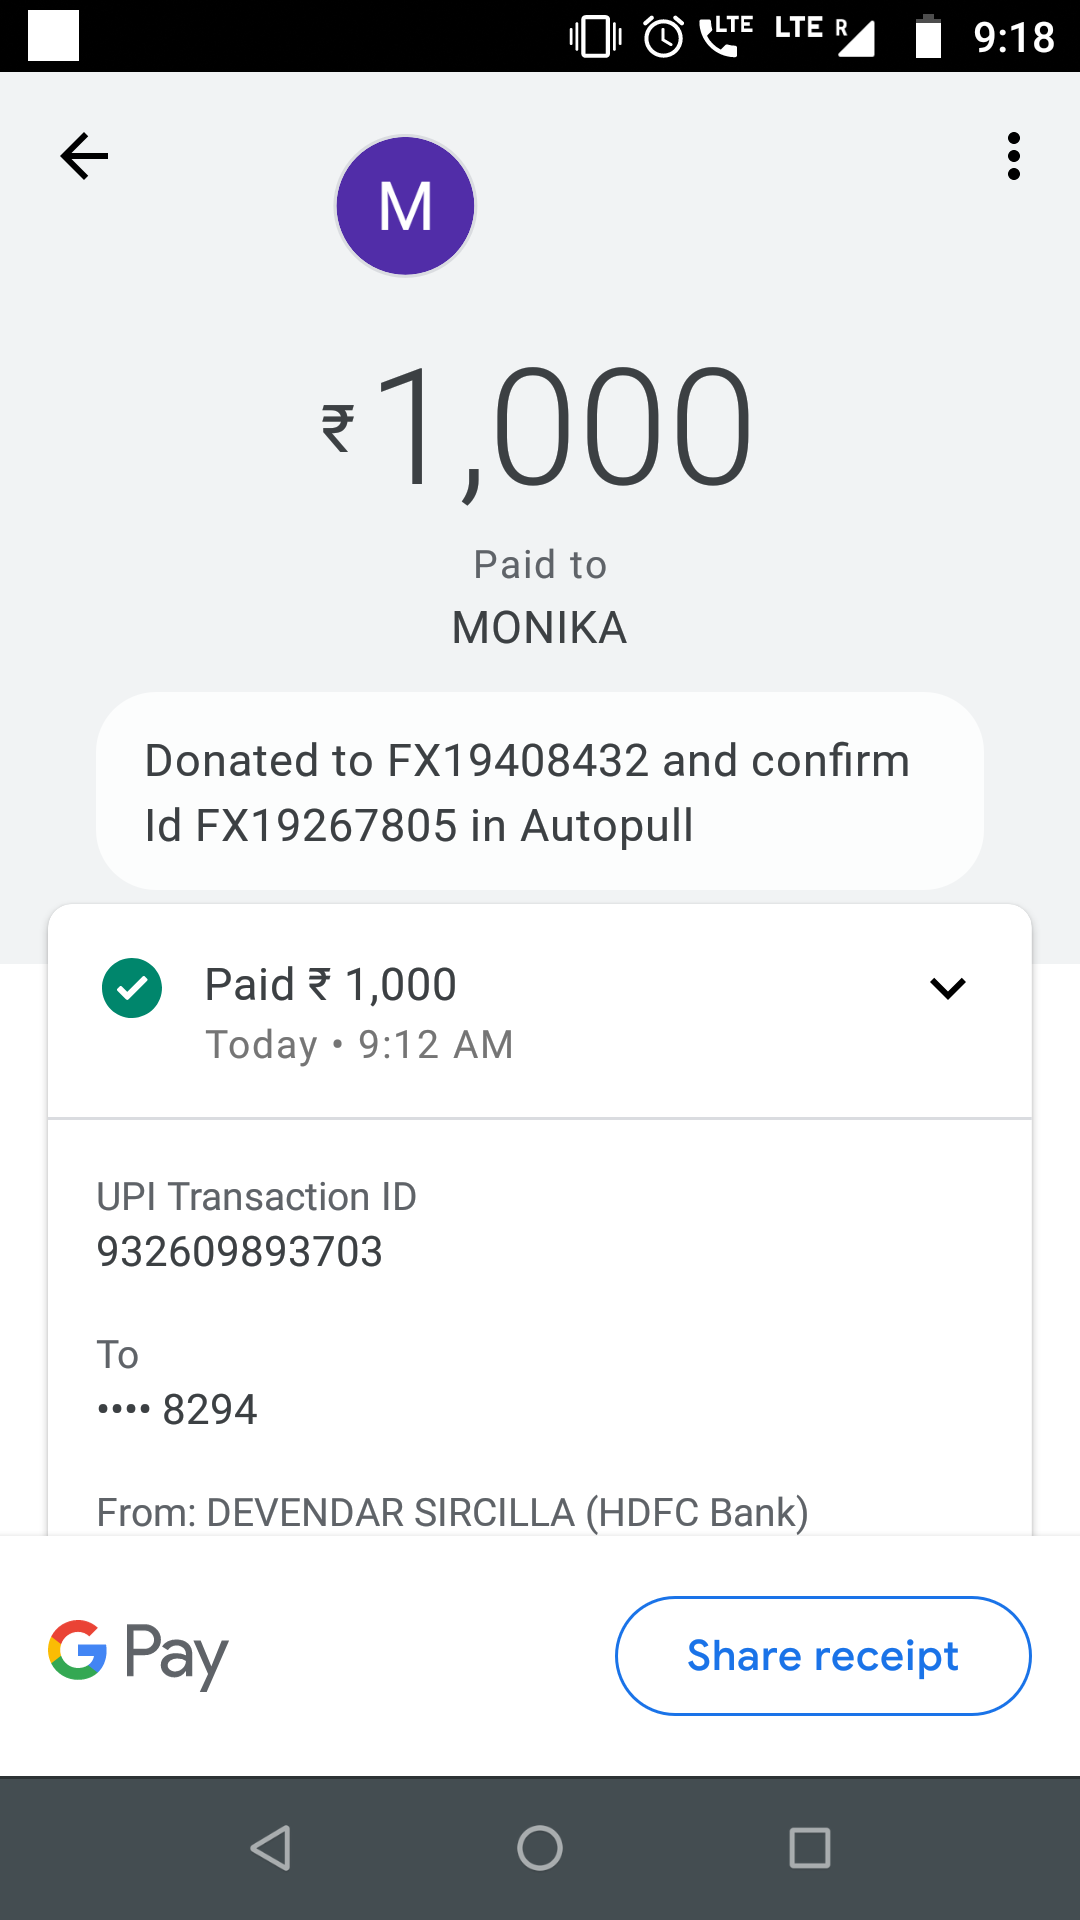 LTE LTE R 9:18
M
₹1,000
Paid to
MONIKA
Donated to FX19408432 and confirm
Id FX19267805 in Autopull
Paid ₹ 1,000
Today • 9:12 AM
UPI Transaction ID
932609893703
To
•••• 8294
From: DEVENDAR SIRCILLA (HDFC Bank)
G Pay
Share receipt